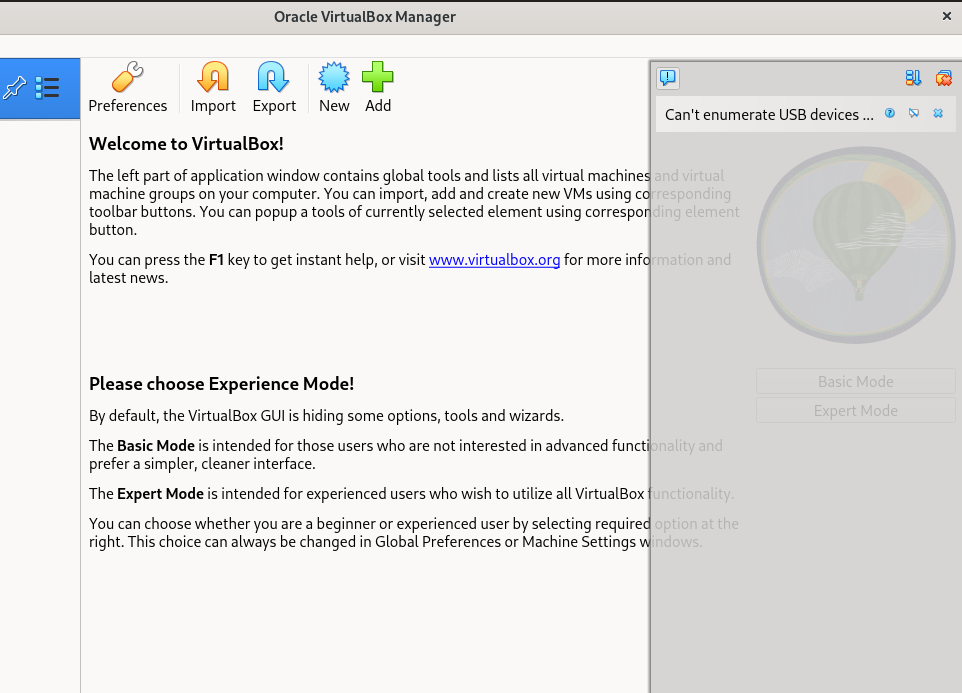 Oracle VirtualBox Manager
Preferences
Import
Export
New
Add
Can't enumerate USB devices ...
Welcome to VirtualBox!
The left part of application window contains global tools and lists all virtual machines and virtual
machine groups on your computer. You can import, add and create new VMs using corresponding
toolbar buttons. You can popup a tools of currently selected element using corresponding element
button.
You can press the F1 key to get instant help, or visit www.virtualbox.org for more information and
latest news.
Please choose Experience Mode!
By default, the VirtualBox GUI is hiding some options, tools and wizards.
The Basic Mode is intended for those users who are not interested in advanced functionality and
prefer a simpler, cleaner interface.
The Expert Mode is intended for experienced users who wish to utilize all VirtualBox functionality.
You can choose whether you are a beginner or experienced user by selecting required option at the
right. This choice can always be changed in Global Preferences or Machine Settings windows.
Basic Mode
Expert Mode